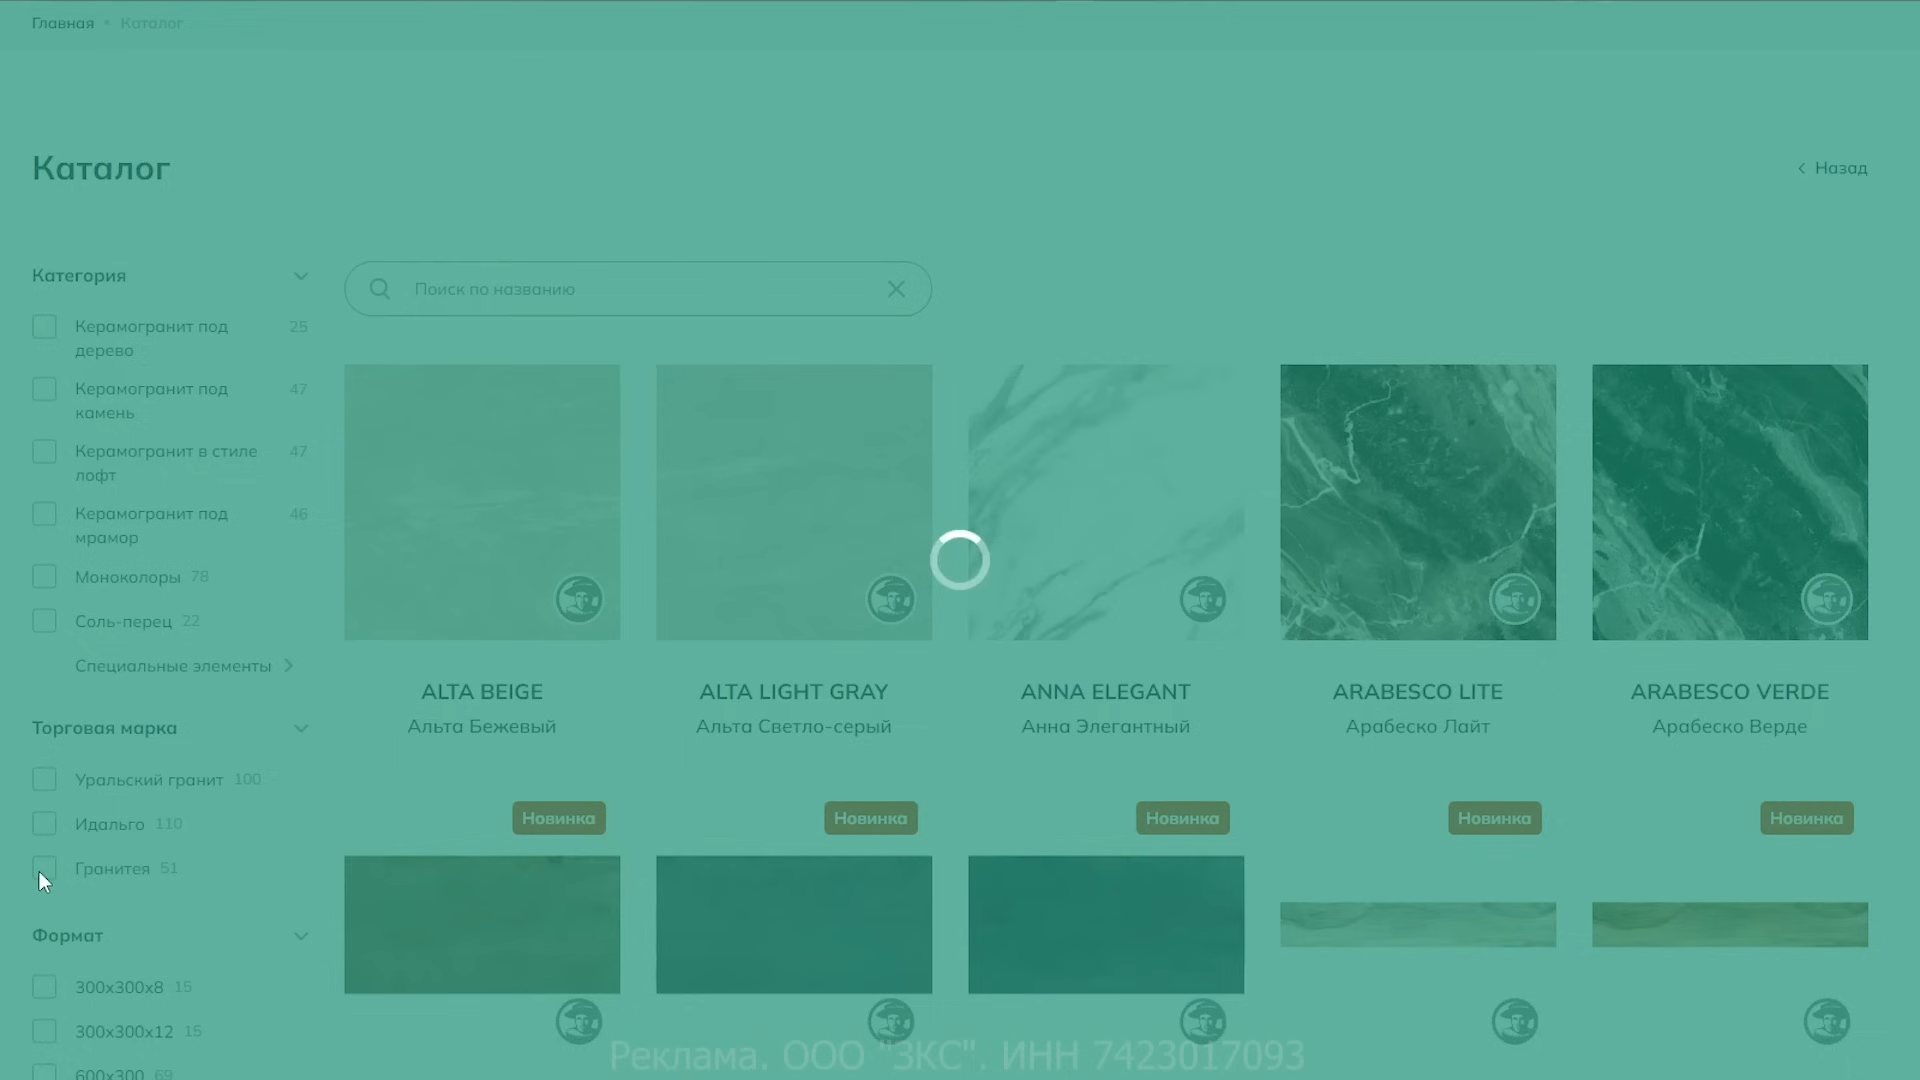 Главная • Каталог
Каталог
Назад
Категория
Поиск по названию
Керамогранит под
дерево
25
Керамогранит под
камень
47
Керамогранит в стиле
лофт
47
Керамогранит под
мрамор
46
Моноколоры 78
Соль-перец 22
Специальные элементы
Торговая марка
Уральский гранит 100
Идальго 110
Гранитея 51
Формат
300x300x8 15
300x300x12 15
600x300 69
ALTA BEIGE
Альта Бежевый
ALTA LIGHT GRAY
Альта Светло-серый
ANNA ELEGANT
Анна Элегантный
ARABESCO LITE
Арабеско Лайт
ARABESCO VERDE
Арабеско Верде
Новинка
Новинка
Новинка
Новинка
Новинка
Реклама. ООО "ЗКС". ИНН 7423017093